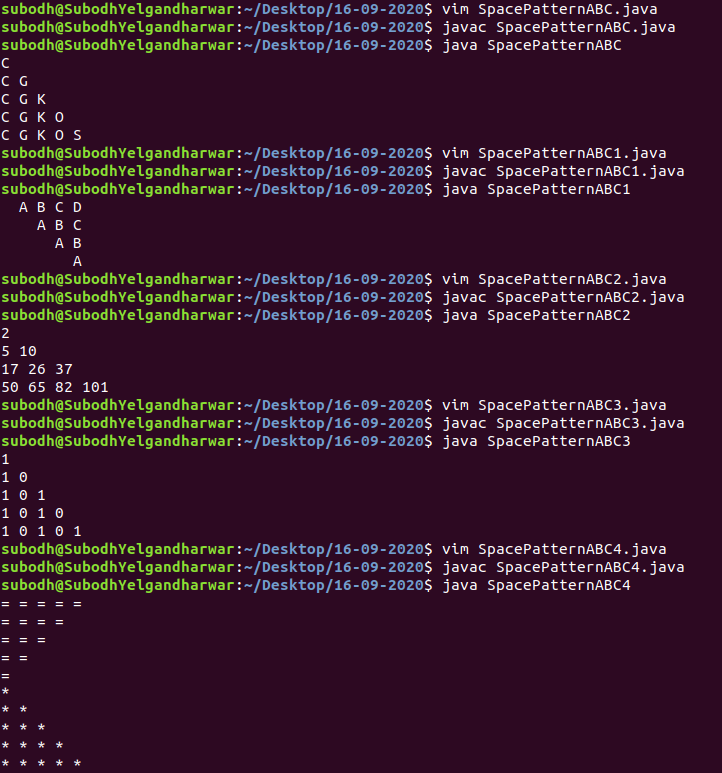 subodh@SubodhYelgandharwar:~/Desktop/16-09-2020$ vim SpacePatternABC.java
subodh@SubodhYelgandharwar:~/Desktop/16-09-2020$ javac SpacePatternABC.java
subodh@SubodhYelgandharwar:~/Desktop/16-09-2020$ java SpacePatternABC
C
C G
C G K
C G K O
C G K O S
subodh@SubodhYelgandharwar:~/Desktop/16-09-2020$ vim SpacePatternABC1.java
subodh@SubodhYelgandharwar:~/Desktop/16-09-2020$ javac SpacePatternABC1.java
subodh@SubodhYelgandharwar:~/Desktop/16-09-2020$ java SpacePatternABC1
  A B C D
    A B C
      A B
        A
subodh@SubodhYelgandharwar:~/Desktop/16-09-2020$ vim SpacePatternABC2.java
subodh@SubodhYelgandharwar:~/Desktop/16-09-2020$ javac SpacePatternABC2.java
subodh@SubodhYelgandharwar:~/Desktop/16-09-2020$ java SpacePatternABC2
2
5 10
17 26 37
50 65 82 101
subodh@SubodhYelgandharwar:~/Desktop/16-09-2020$ vim SpacePatternABC3.java
subodh@SubodhYelgandharwar:~/Desktop/16-09-2020$ javac SpacePatternABC3.java
subodh@SubodhYelgandharwar:~/Desktop/16-09-2020$ java SpacePatternABC3
1
1 0
1 0 1
1 0 1 0
1 0 1 0 1
subodh@SubodhYelgandharwar:~/Desktop/16-09-2020$ vim SpacePatternABC4.java
subodh@SubodhYelgandharwar:~/Desktop/16-09-2020$ javac SpacePatternABC4.java
subodh@SubodhYelgandharwar:~/Desktop/16-09-2020$ java SpacePatternABC4
= = = = =
= = = =
= = =
= =
=
*
* *
* * *
* * * *
* * * * *